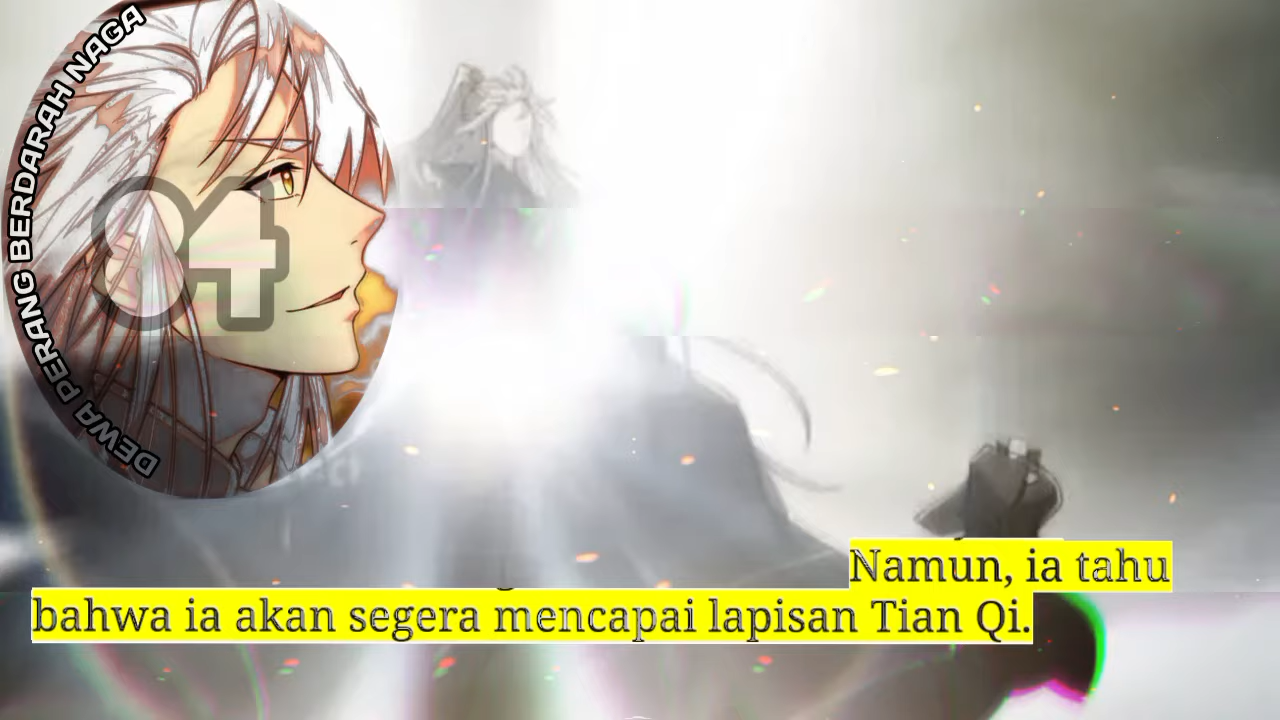 DEWA PERANG BERDARAH NAGA
04
Namun, ia tahu
bahwa ia akan segera mencapai lapisan Tian Qi.